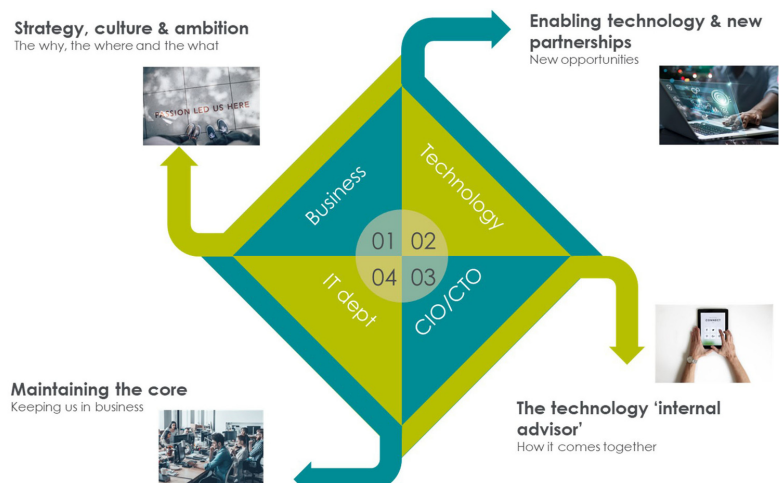 Strategy, culture & ambition
The why, the where and the what
PASSION LED US HERE
Enabling technology & new
partnerships
New opportunities
Business
Technology
01 02
04 03
IT dept
CIO/CTO
Maintaining the core
Keeping us in business
The technology ‘internal
advisor’
How it comes together